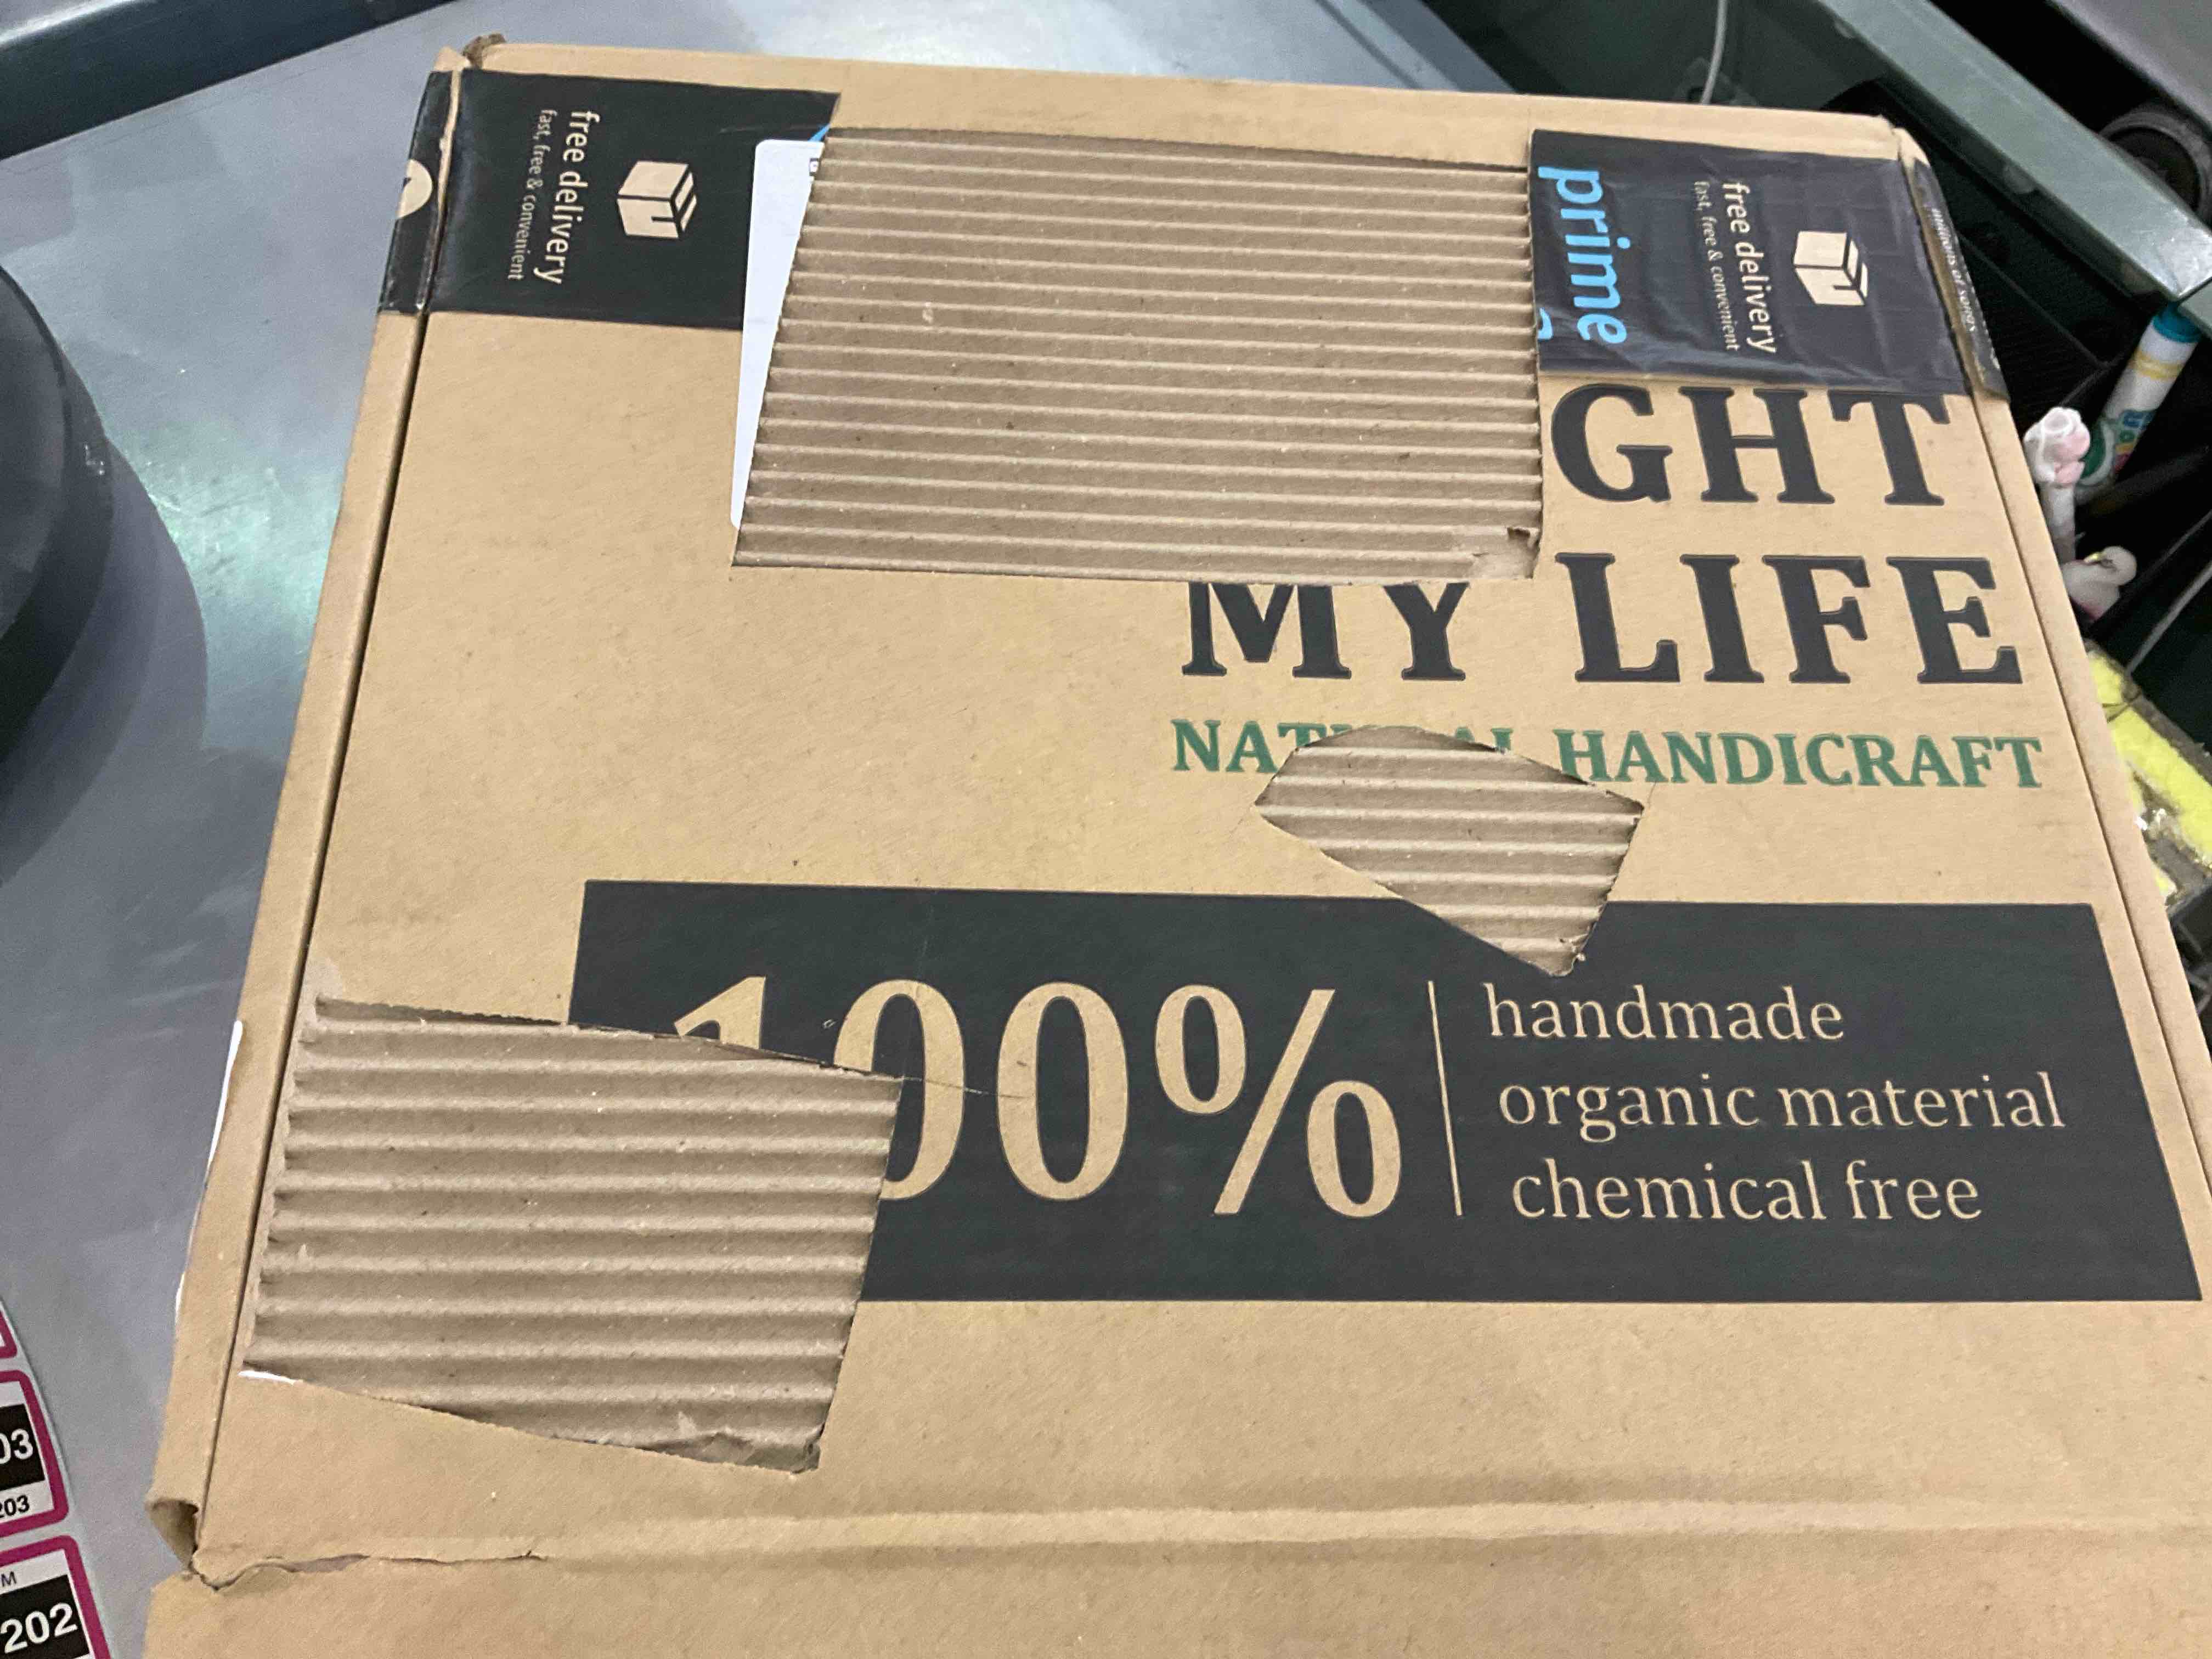 free delivery
fast, free & convenient
prime
free delivery
fast, free & convenient
GHT
MY LIFE
HANDICRAFT
100%
handmade
organic material
chemical free
03
203
M
202